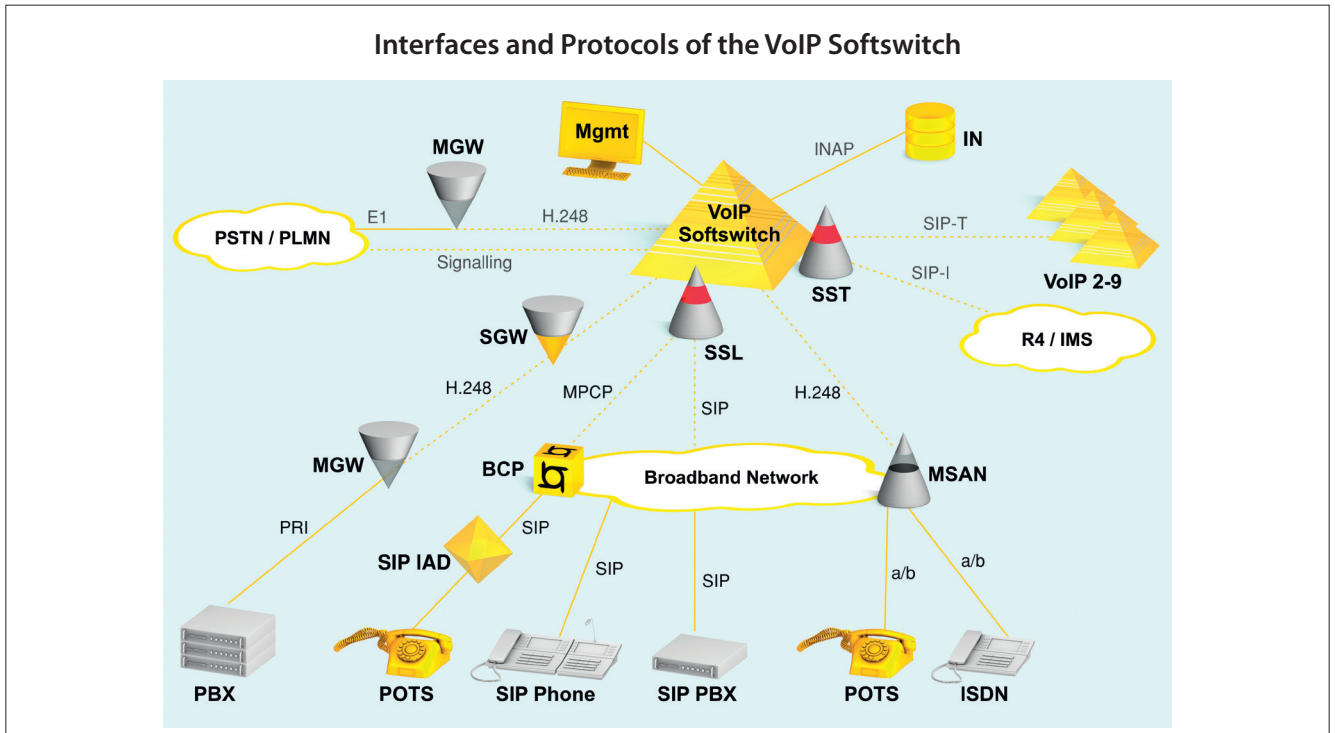 Interfaces and Protocols of the VoIP Softswitch
Mgmt
INAP
IN
MGW
E1
H.248
PSTN / PLMN
Signalling
VoIP
Softswitch
SIP-T
SIP-I
SST
VoIP 2-9
R4 / IMS
SGW
SSL
H.248
MPCP
SIP
H.248
MGW
BCP
Broadband Network
MSAN
PRI
SIP IAD
SIP
SIP
SIP
a/b
a/b
PBX
POTS
SIP Phone
SIP PBX
POTS
ISDN